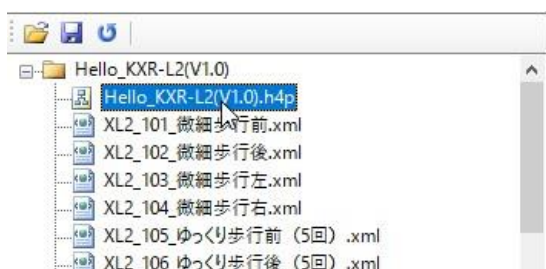 Hello_KXR-L2(V1.0)
Hello_KXR-L2(V1.0).h4p
XL2_101_微細歩行前.xml
XL2_102_微細歩行後.xml
XL2_103_微細歩行左.xml
XL2_104_微細歩行右.xml
XL2_105_ゆっくり歩行前（5回）.xml
XL2_106_ゆっくり歩行後（5回）.xml